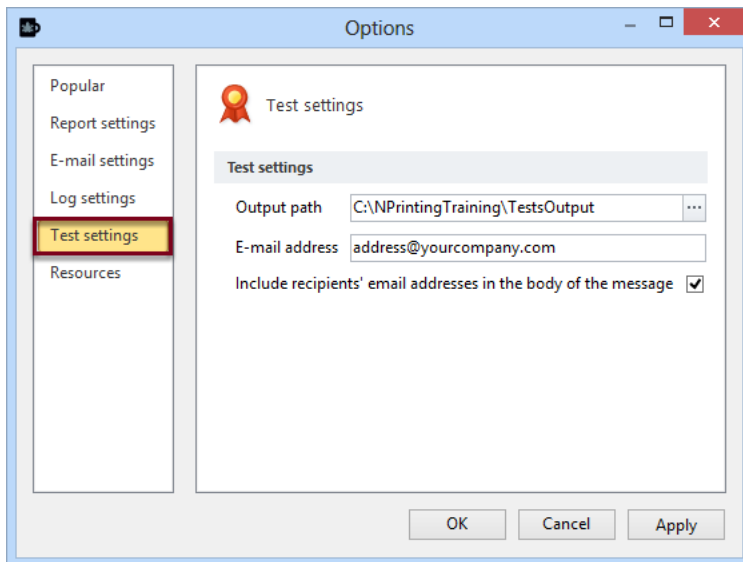 Options
Popular
Report settings
E-mail settings
Log settings
Test settings
Resources
Test settings
Test settings
Output path C:\NPrintingTraining\TestsOutput ...
E-mail address address@yourcompany.com
Include recipients' email addresses in the body of the message
OK Cancel Apply